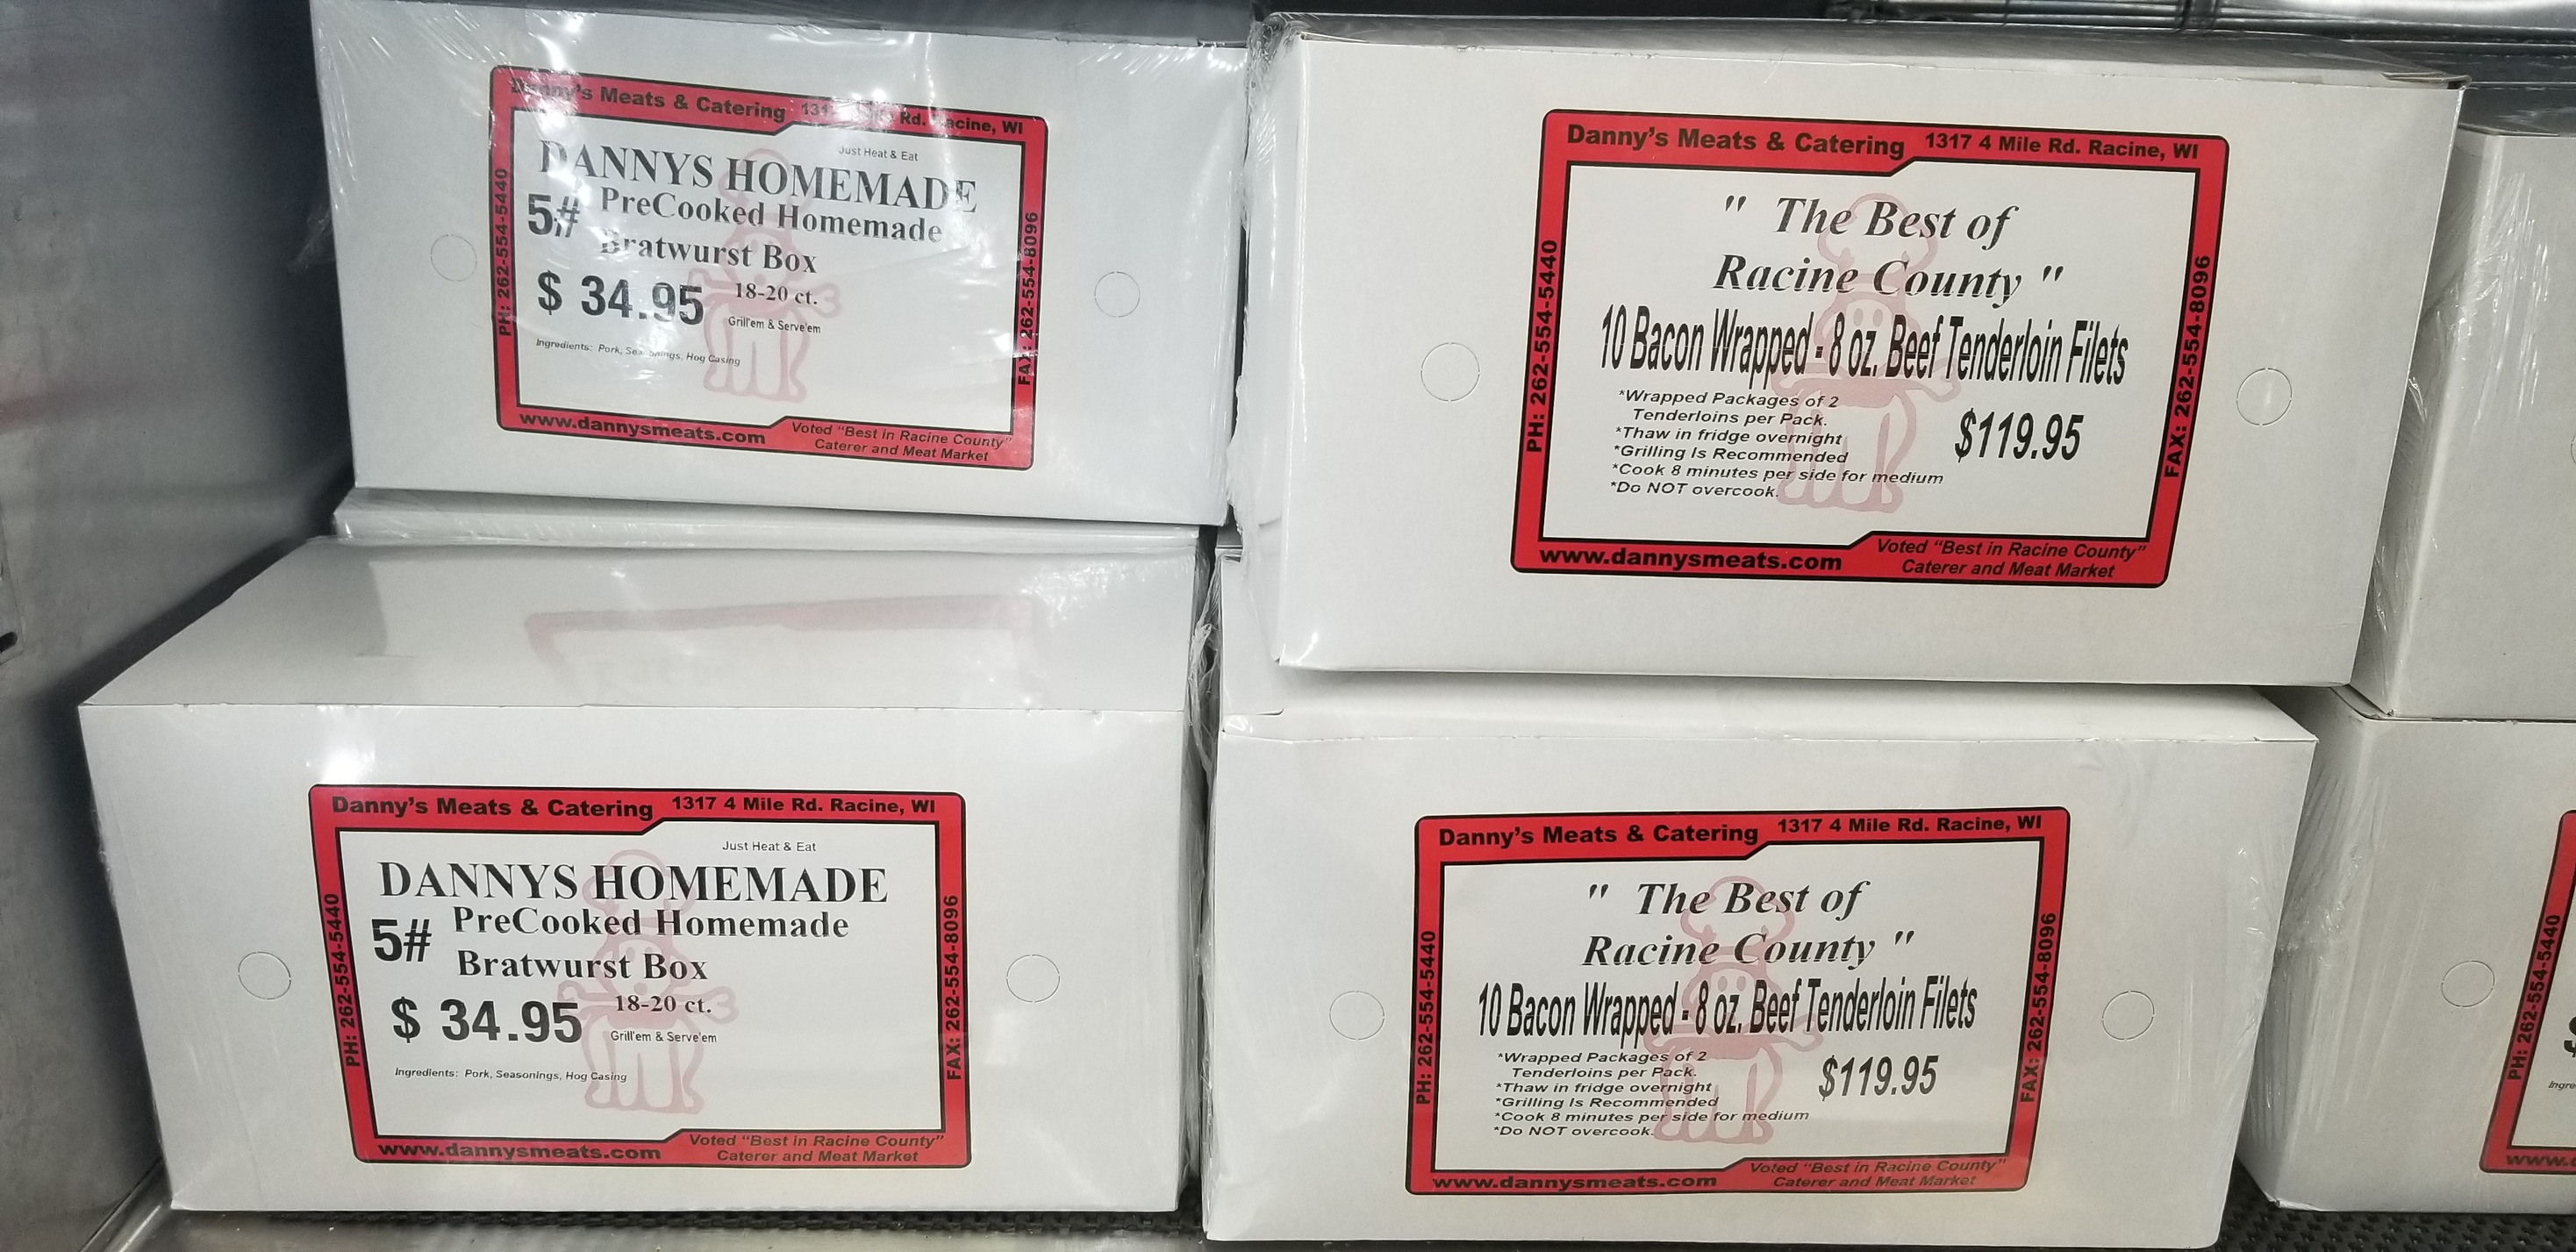 Danny's Meats & Catering Rd. Racine, WI
Just Heat & Eat
DANNYS HOMEMADE
5# PreCooked Homemade
Bratwurst Box
$ 34.95 18-20 ct.
Grill'em & Serve'em
Ingredients: Pork, Seasonings, Hog Casing
PH: 262-554-5440
FAX: 262-554-8096
www.dannysmeats.com Voted "Best in Racine County"
Caterer and Meat Market
Danny's Meats & Catering 1317 4 Mile Rd. Racine, WI
" The Best of
Racine County "
10 Bacon Wrapped - 8 oz. Beef Tenderloin Filets
*Wrapped Packages of 2
Tenderloins per Pack.
*Thaw in fridge overnight
*Grilling Is Recommended
*Cook 8 minutes per side for medium
*Do NOT overcook.
$119.95
PH: 262-554-5440
FAX: 262-554-8096
www.dannysmeats.com Voted "Best in Racine County"
Caterer and Meat Market
Danny's Meats & Catering 1317 4 Mile Rd. Racine, WI
Just Heat & Eat
DANNYS HOMEMADE
5# PreCooked Homemade
Bratwurst Box
$ 34.95 18-20 ct.
Grill'em & Serve'em
Ingredients: Pork, Seasonings, Hog Casing
PH: 262-554-5440
FAX: 262-554-8096
www.dannysmeats.com Voted "Best in Racine County"
Caterer and Meat Market
Danny's Meats & Catering 1317 4 Mile Rd. Racine, WI
" The Best of
Racine County "
10 Bacon Wrapped - 8 oz. Beef Tenderloin Filets
*Wrapped Packages of 2
Tenderloins per Pack.
*Thaw in fridge overnight
*Grilling Is Recommended
*Cook 8 minutes per side for medium
*Do NOT overcook.
$119.95
PH: 262-554-5440
FAX: 262-554-8096
www.dannysmeats.com Voted "Best in Racine County"
Caterer and Meat Market
PH: 262-554-5440